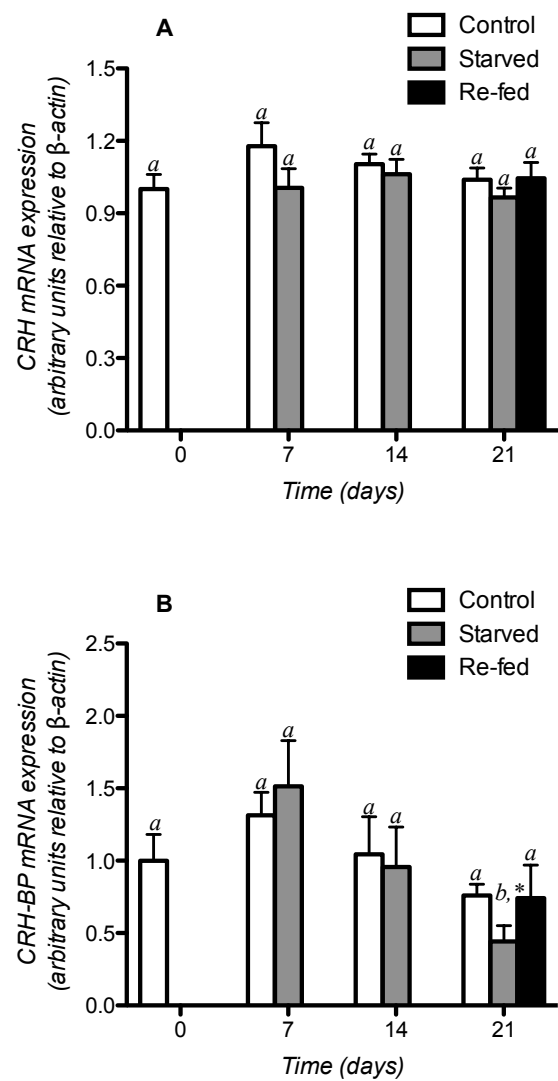 A
Control
Starved
Re-fed
CRH mRNA expression
(arbitrary units relative to β-actin)
1.5
1.2
0.9
0.6
0.3
0.0
a
a
a
a
a
a
a
a
0
7
14
21
Time (days)
B
Control
Starved
Re-fed
CRH-BP mRNA expression
(arbitrary units relative to β-actin)
2.5
2.0
1.5
1.0
0.5
0.0
a
a
a
a
a
a
b, *
a
0
7
14
21
Time (days)